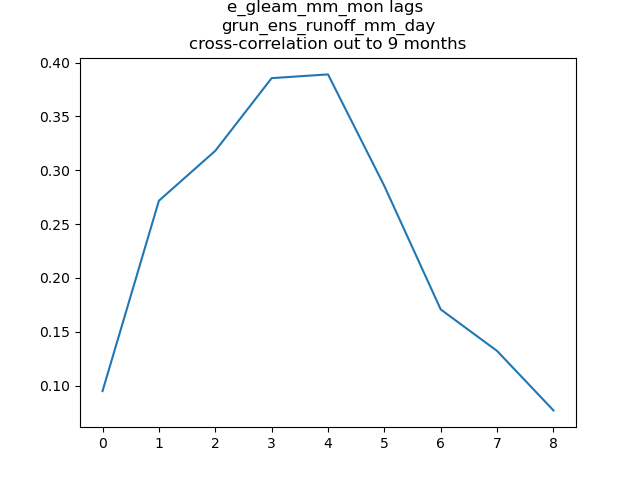 e_gleam_mm_mon lags
grun_ens_runoff_mm_day
cross-correlation out to 9 months
0.40
0.35
0.30
0.25
0.20
0.15
0.10
0 1 2 3 4 5 6 7 8